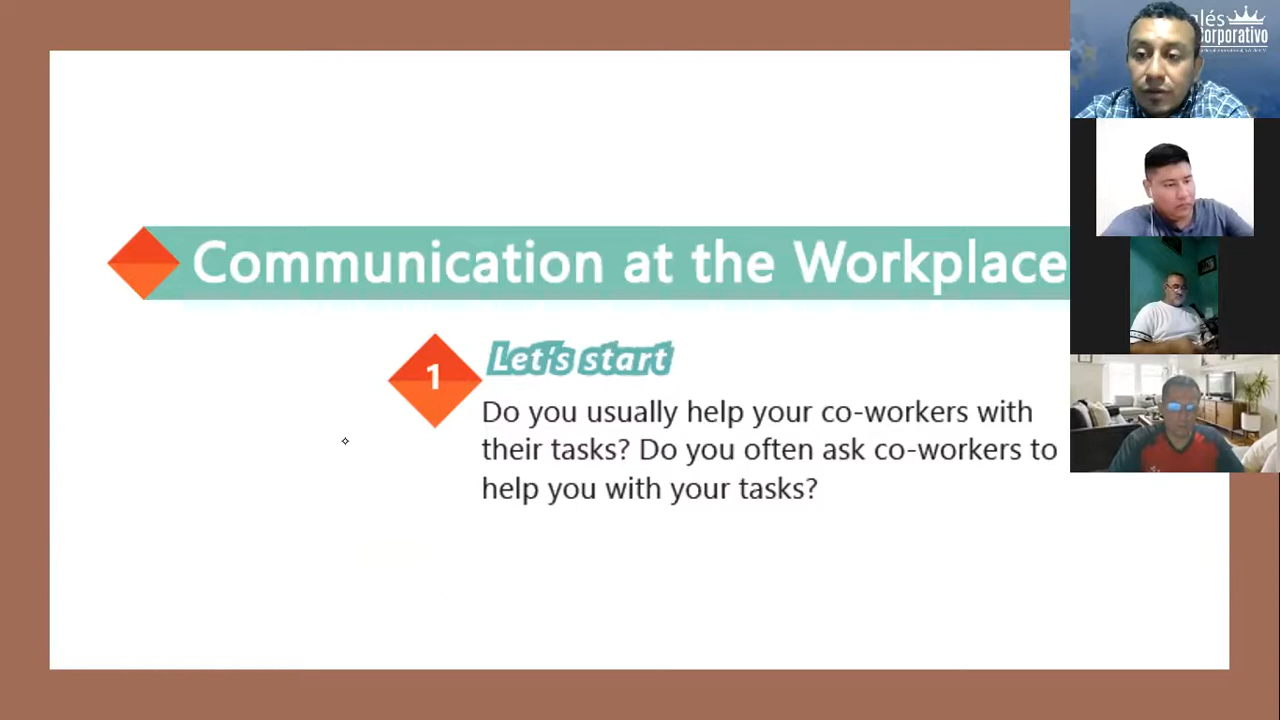 glés
Corporativo
Communication at the Workplace
1
Let's start
Do you usually help your co-workers with
their tasks? Do you often ask co-workers to
help you with your tasks?